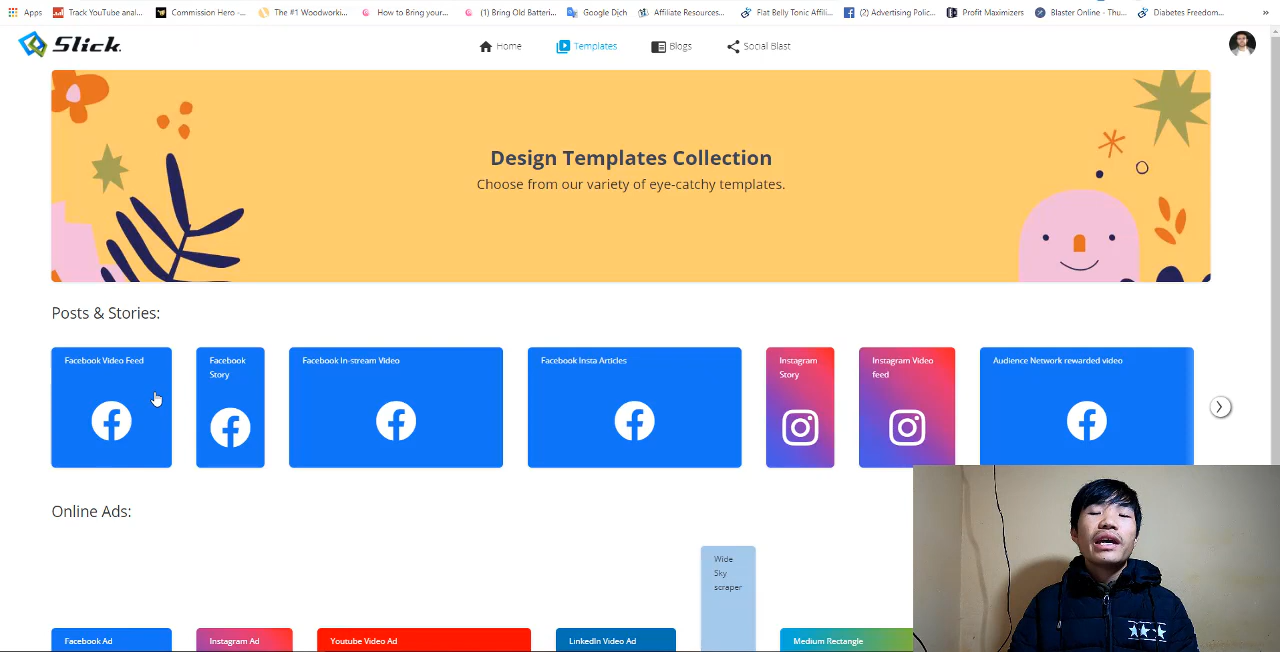 Apps
Track YouTube anal...
Commission Hero -...
The #1 Woodworki...
How to Bring your...
(1) Bring Old Batteri...
Google Dịch
Affiliate Resources...
Flat Belly Tonic Affili...
(2) Advertising Polic...
Profit Maximizers
Blaster Online - Thu...
Diabetes Freedom...
»
Slick
Home
Templates
Blogs
Social Blast
Design Templates Collection
Choose from our variety of eye-catchy templates.
Posts & Stories:
Facebook Video Feed
Facebook
Story
Facebook In-stream Video
Facebook Insta Articles
Instagram
Story
Instagram Video
feed
Audience Network rewarded video
Online Ads:
Wide
Sky
scraper
Facebook Ad
Instagram Ad
Youtube Video Ad
LinkedIn Video Ad
Medium Rectangle